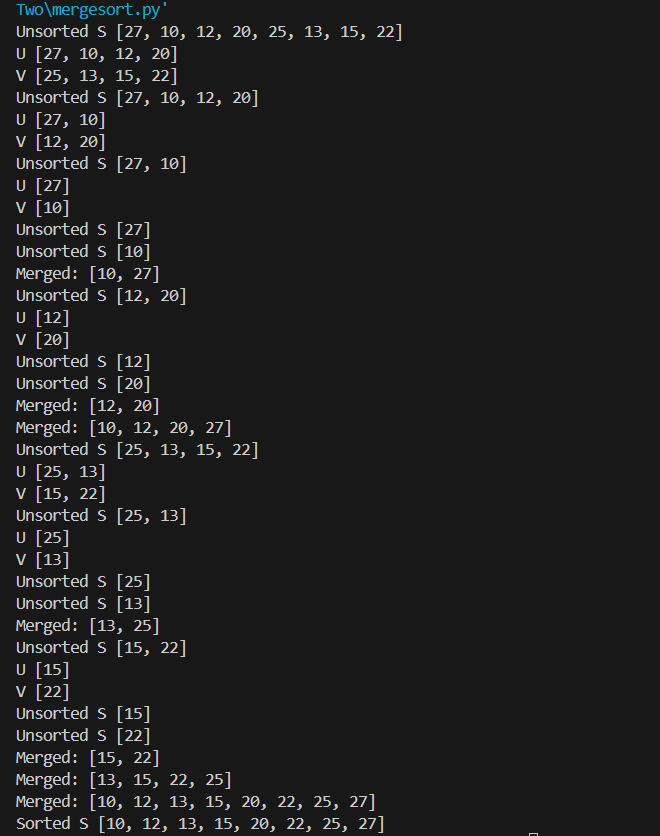 Two\mergesort.py'
Unsorted S [27, 10, 12, 20, 25, 13, 15, 22]
U [27, 10, 12, 20]
V [25, 13, 15, 22]
Unsorted S [27, 10, 12, 20]
U [27, 10]
V [12, 20]
Unsorted S [27, 10]
U [27]
V [10]
Unsorted S [27]
Unsorted S [10]
Merged: [10, 27]
Unsorted S [12, 20]
U [12]
V [20]
Unsorted S [12]
Unsorted S [20]
Merged: [12, 20]
Merged: [10, 12, 20, 27]
Unsorted S [25, 13, 15, 22]
U [25, 13]
V [15, 22]
Unsorted S [25, 13]
U [25]
V [13]
Unsorted S [25]
Unsorted S [13]
Merged: [13, 25]
Unsorted S [15, 22]
U [15]
V [22]
Unsorted S [15]
Unsorted S [22]
Merged: [15, 22]
Merged: [13, 15, 22, 25]
Merged: [10, 12, 13, 15, 20, 22, 25, 27]
Sorted S [10, 12, 13, 15, 20, 22, 25, 27]